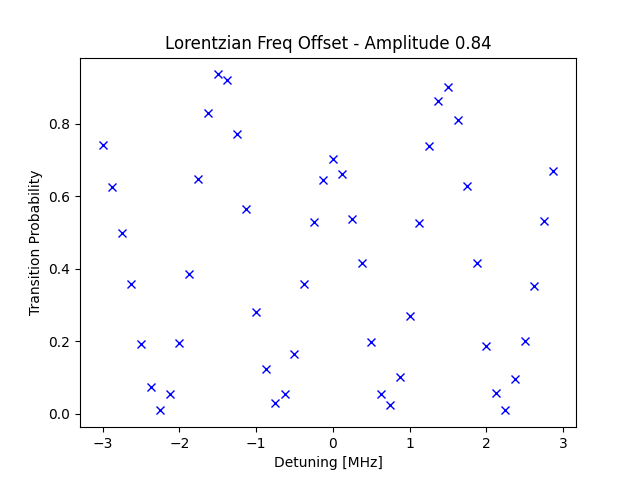 Lorentzian Freq Offset - Amplitude 0.84
Transition Probability
0.8
0.6
0.4
0.2
0.0
−3 −2 −1 0 1 2 3
Detuning [MHz]